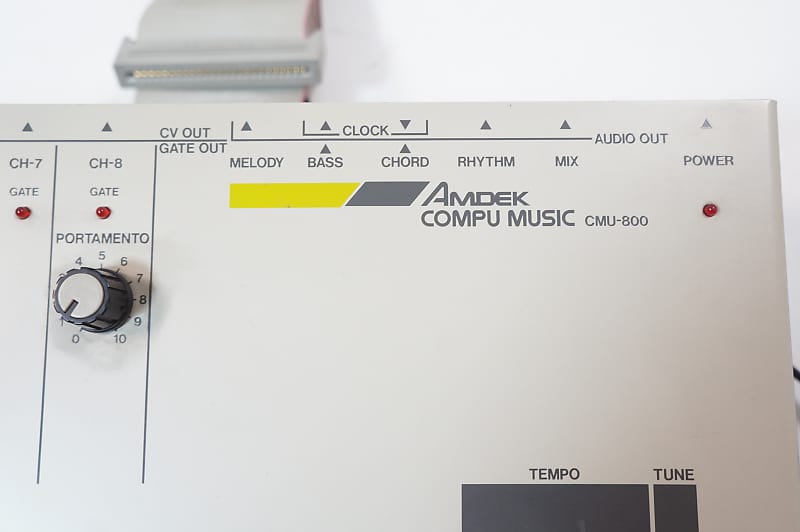 CV OUT
GATE OUT
CLOCK
AUDIO OUT
CH-7
CH-8
MELODY
BASS
CHORD
RHYTHM
MIX
POWER
GATE
GATE
AMDEK
COMPU MUSIC CMU-800
PORTAMENTO
4 5 6
7
8
1 9
0 10
TEMPO
TUNE